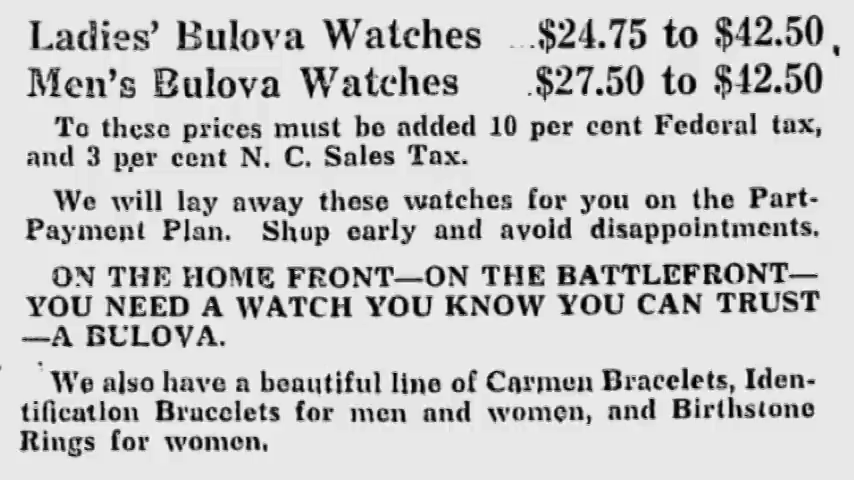 Ladies' Bulova Watches ...$24.75 to $42.50
Men's Bulova Watches .$27.50 to $42.50
To these prices must be added 10 per cent Federal tax,
and 3 per cent N. C. Sales Tax.
We will lay away these watches for you on the Part-
Payment Plan. Shop early and avoid disappointments.
ON THE HOME FRONT—ON THE BATTLEFRONT—
YOU NEED A WATCH YOU KNOW YOU CAN TRUST
—A BULOVA.
We also have a beautiful line of Carmen Bracelets, Iden-
tification Bracelets for men and women, and Birthstone
Rings for women.